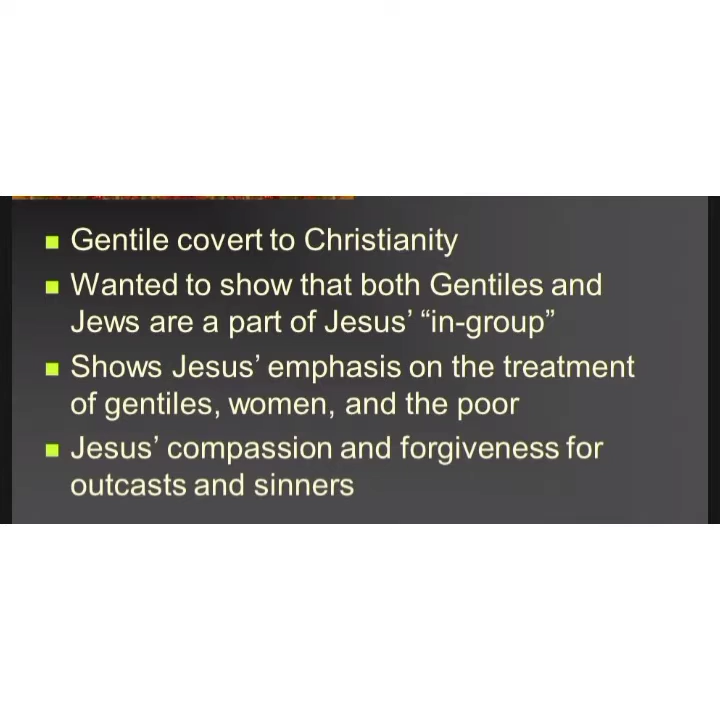 Gentile covert to Christianity
Wanted to show that both Gentiles and
Jews are a part of Jesus’ “in-group”
Shows Jesus’ emphasis on the treatment
of gentiles, women, and the poor
Jesus’ compassion and forgiveness for
outcasts and sinners